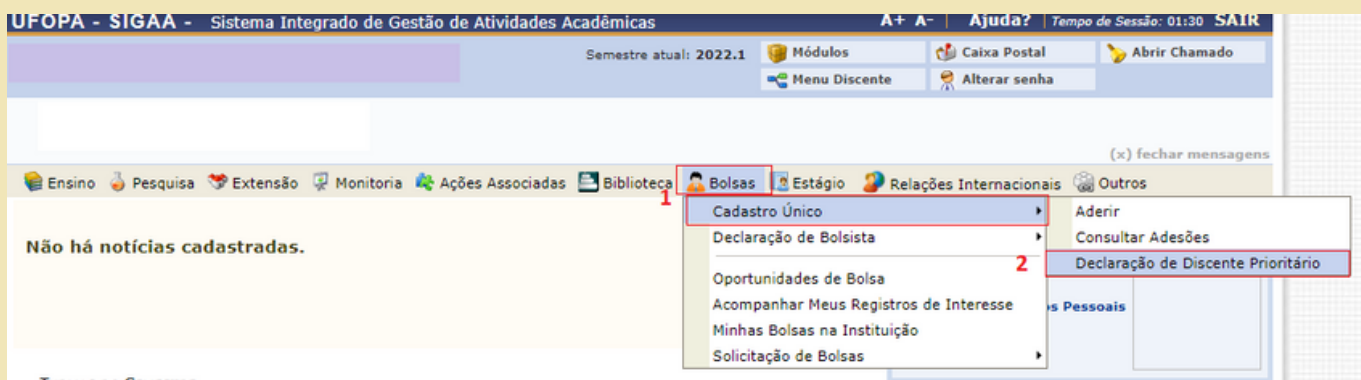 UFOPA - SIGAA - Sistema Integrado de Gestão de Atividades Acadêmicas A+ A- | Ajuda? | Tempo de Sessão: 01:30 SAIR
Semestre atual: 2022.1 Módulos Caixa Postal Abrir Chamado
Menu Discente Alterar senha
(x) fechar mensagens
Ensino Pesquisa Extensão Monitoria Ações Associadas Biblioteca Bolsas Estágio Relações Internacionais Outros
1
Cadastro Único Aderir
Não há notícias cadastradas.
Declaração de Bolsista Consultar Adesões
2 Declaração de Discente Prioritário
Oportunidades de Bolsa
Acompanhar Meus Registros de Interesse
s Pessoais
Minhas Bolsas na Instituição
Solicitação de Bolsas